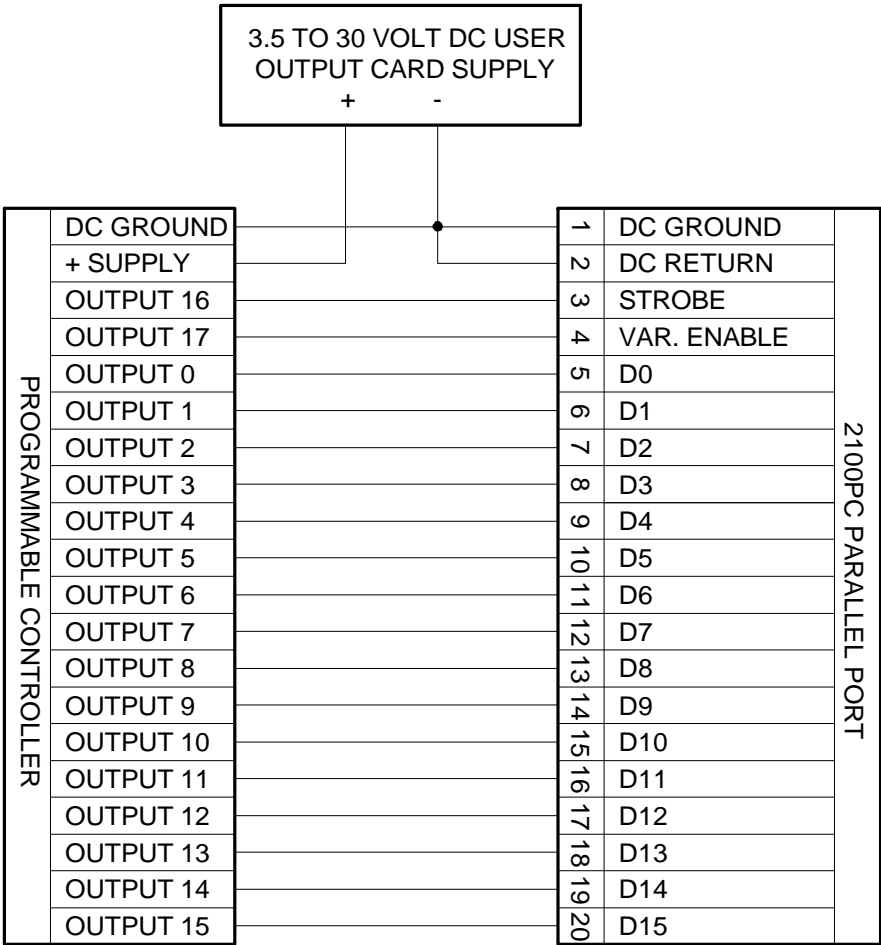 3.5 TO 30 VOLT DC USER
OUTPUT CARD SUPPLY
+ -
PROGRAMMABLE CONTROLLER
DC GROUND
+ SUPPLY
OUTPUT 16
OUTPUT 17
OUTPUT 0
OUTPUT 1
OUTPUT 2
OUTPUT 3
OUTPUT 4
OUTPUT 5
OUTPUT 6
OUTPUT 7
OUTPUT 8
OUTPUT 9
OUTPUT 10
OUTPUT 11
OUTPUT 12
OUTPUT 13
OUTPUT 14
OUTPUT 15
1 DC GROUND
2 DC RETURN
3 STROBE
4 VAR. ENABLE
5 D0
6 D1
7 D2
8 D3
9 D4
10 D5
11 D6
12 D7
13 D8
14 D9
15 D10
16 D11
17 D12
18 D13
19 D14
20 D15
2100PC PARALLEL PORT